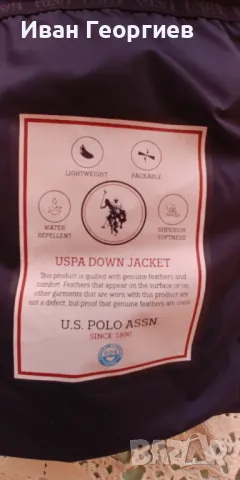 Иван Георгиев
LIGHTWEIGHT
PACKABLE
WATER
REPELLENT
SUPERIOR
SOFTNESS
USPA DOWN JACKET
This product is quilted with genuine feathers and
comfort. Feathers that appear on the surface or on
other garments that are worn with this product are
not a defect, but proof that genuine feathers are used.
U.S. POLO ASSN.
SINCE 1890
Bazar